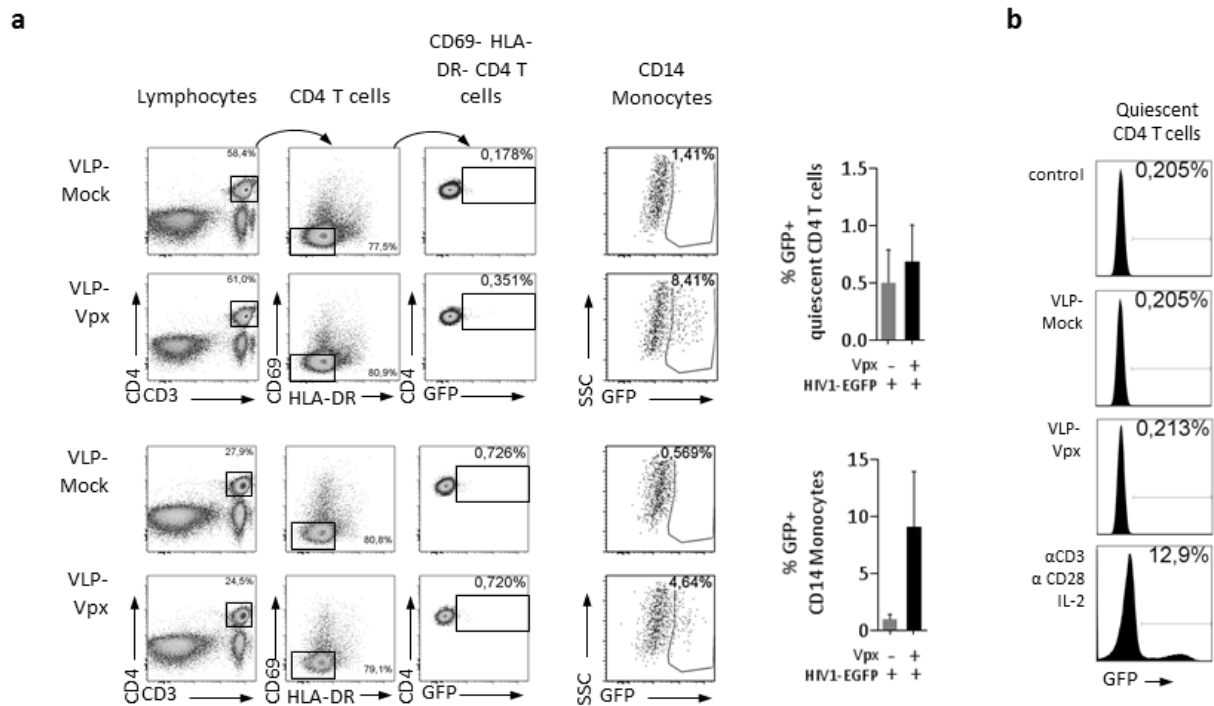 a
b
Lymphocytes
CD4 T cells
CD69- HLA-
DR- CD4 T
cells
CD14
Monocytes
VLP-
Mock
58,4%
77,5%
0,178%
1,41%
VLP-
Vpx
61,0%
80,9%
0,351%
8,41%
CD4
CD3
CD69
HLA-DR
CD4
GFP
SSC
GFP
VLP-
Mock
27,9%
80,8%
0,726%
0,569%
VLP-
Vpx
24,5%
79,1%
0,720%
4,64%
CD4
CD3
CD69
HLA-DR
CD4
GFP
SSC
GFP
% GFP+
quiescent CD4 T cells
1.5
1.0
0.5
0.0
Vpx - +
HIV1-EGFP + +
% GFP+
CD14 Monocytes
15
10
5
0
Vpx - +
HIV1-EGFP + +
Quiescent
CD4 T cells
control
0,205%
VLP-
Mock
0,205%
VLP-
Vpx
0,213%
αCD3
α CD28
IL-2
12,9%
GFP